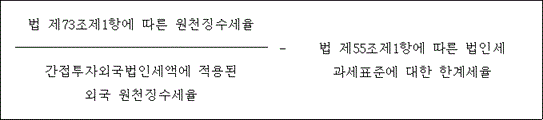 법 제73조제1항에 따른 원천징수세율
간접투자외국법인세액에 적용된
외국 원천징수세율
-
법 제55조제1항에 따른 법인세
과세표준에 대한 한계세율